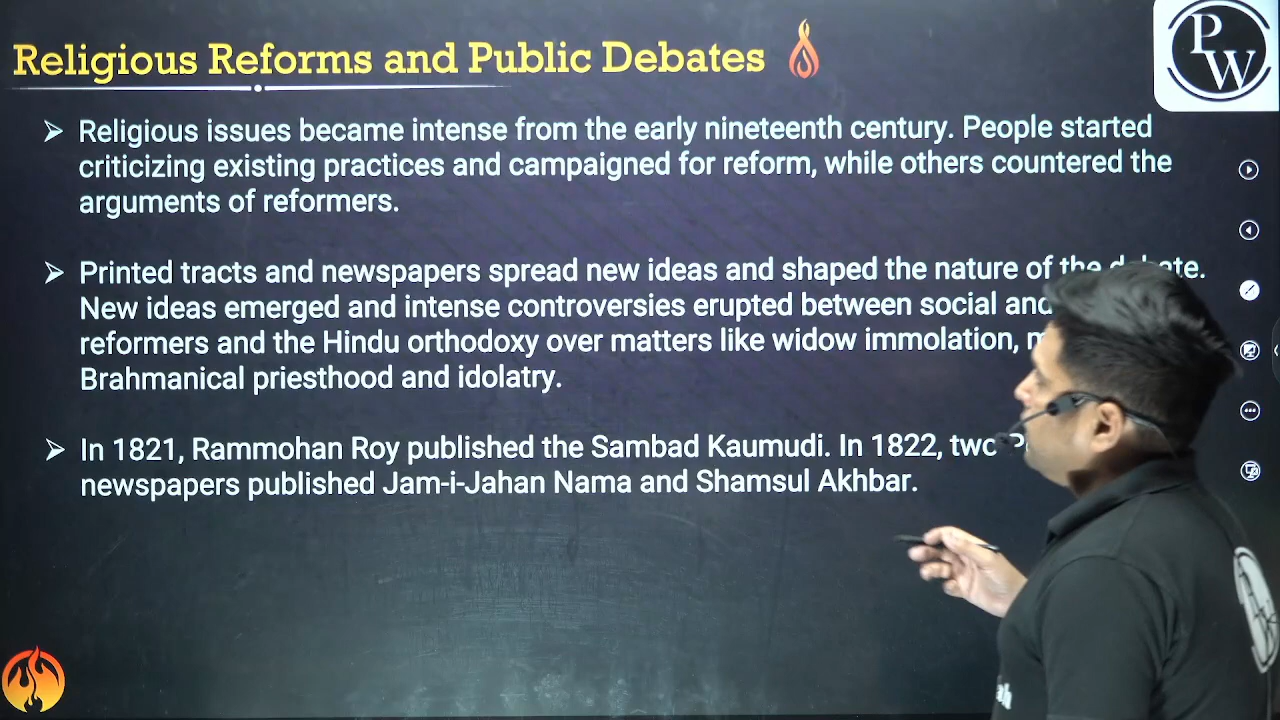 Religious Reforms and Public Debates
PW
➢ Religious issues became intense from the early nineteenth century. People started
criticizing existing practices and campaigned for reform, while others countered the
arguments of reformers.
➢ Printed tracts and newspapers spread new ideas and shaped the nature of the debate.
New ideas emerged and intense controversies erupted between social and
reformers and the Hindu orthodoxy over matters like widow immolation,
Brahmanical priesthood and idolatry.
➢ In 1821, Rammohan Roy published the Sambad Kaumudi. In 1822, two
newspapers published Jam-i-Jahan Nama and Shamsul Akhbar.